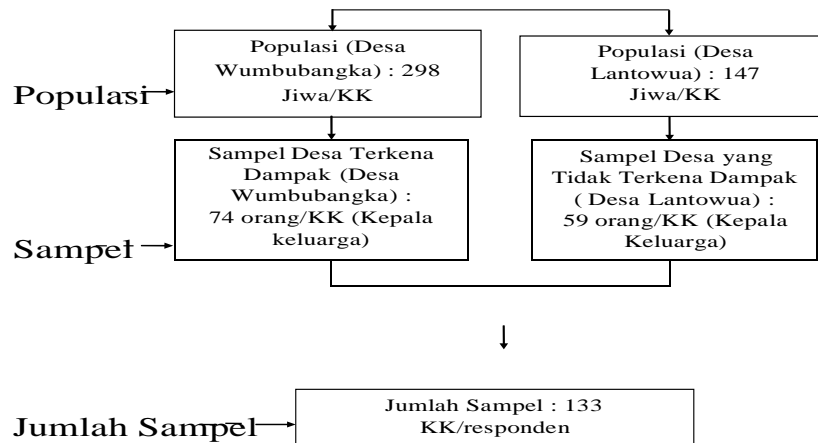 Populasi (Desa
Wumbubangka) : 298
Jiwa/KK
Populasi (Desa
Lantowua) : 147
Jiwa/KK
Populasi
Sampel Desa Terkena
Dampak (Desa
Wumbubangka) :
74 orang/KK (Kepala
keluarga)
Sampel Desa yang
Tidak Terkena Dampak
( Desa Lantowua) :
59 orang/KK (Kepala
Keluarga)
Sampel
Jumlah Sampel : 133
KK/responden
Jumlah Sampel